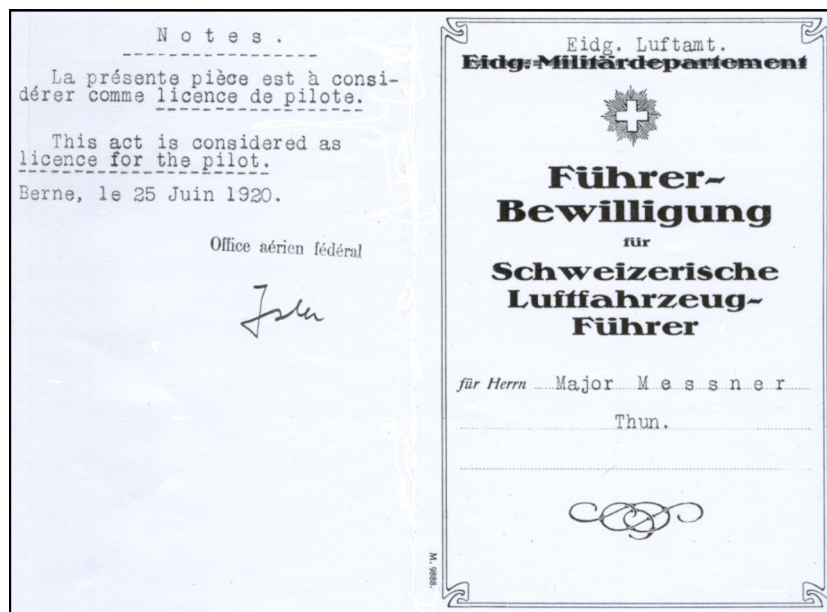 Notes.
La présente pièce est à consi-
dérer comme licence de pilote.
This act is considered as
licence for the pilot.
Berne, le 25 Juin 1920.
Office aérien fédéral
Isler
M. 9888.
Eidg. Luftamt.
Eidg. Militärdepartement
Führer-
Bewilligung
für
Schweizerische
Luftfahrzeug-
Führer
für Herrn Major Messner
Thun.